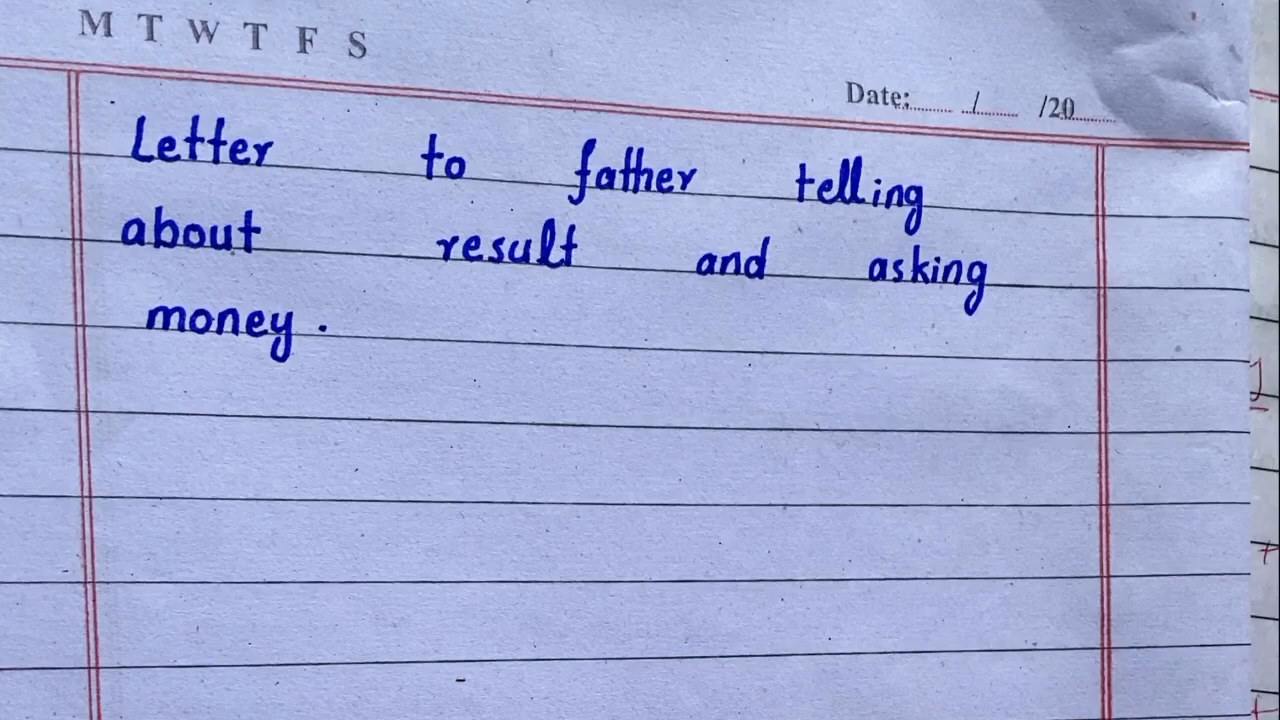 M T W T F S
Date:...... .../...... /20......
Letter to father telling
about result and asking
money.